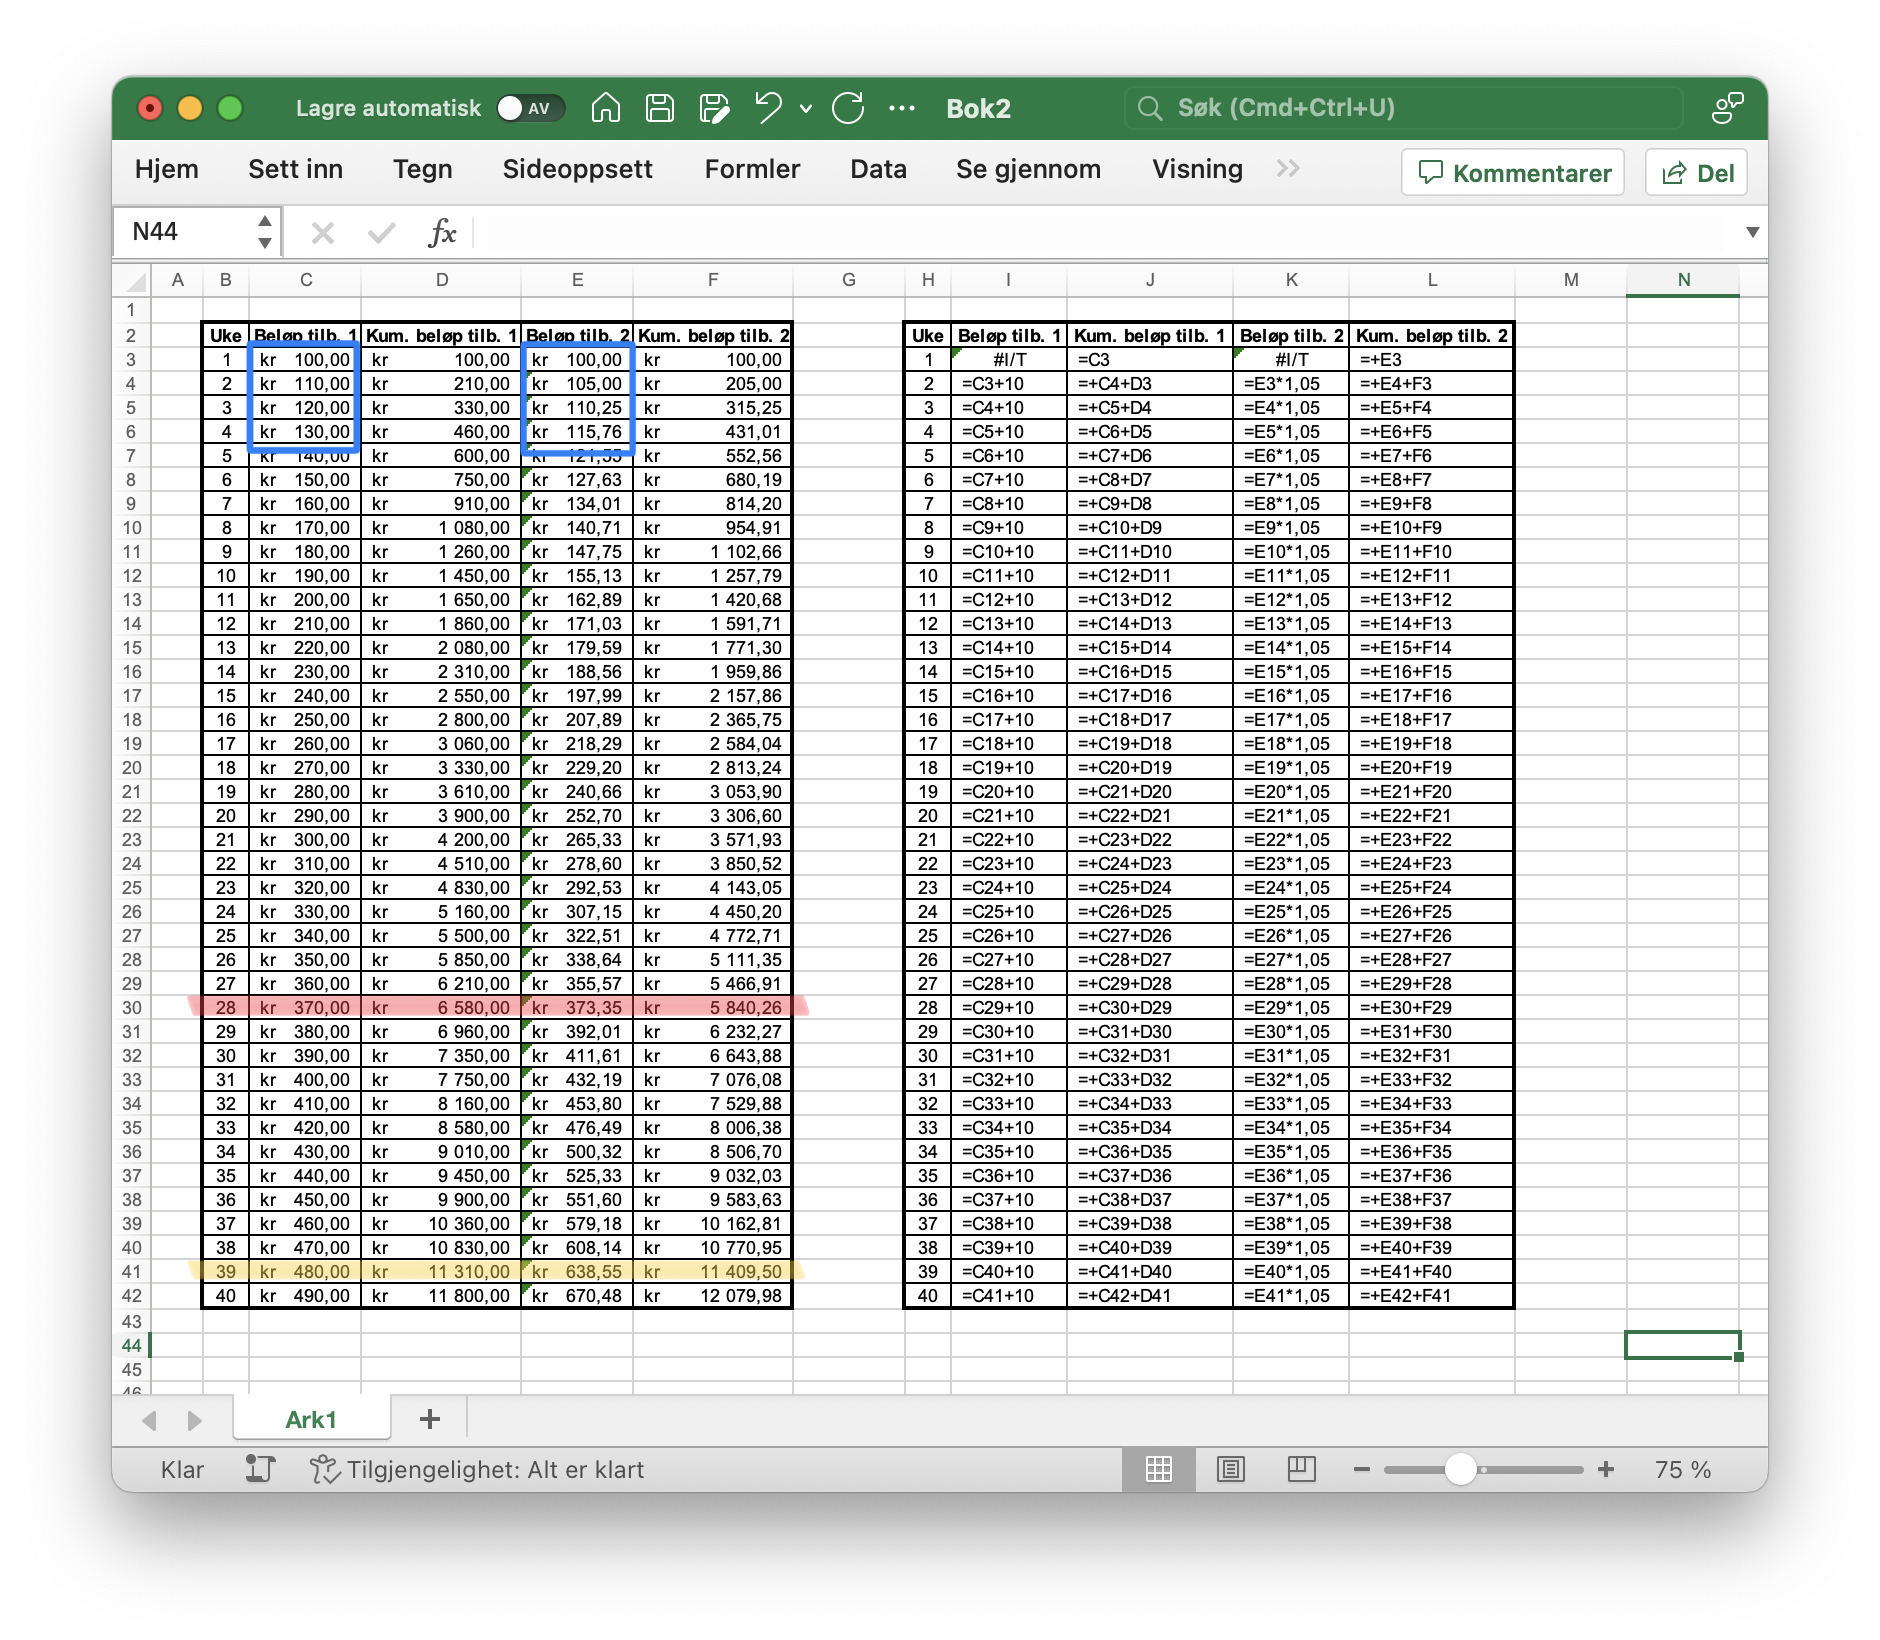 Lagre automatisk AV Bok2 Søk (Cmd+Ctrl+U)
Hjem Sett inn Tegn Sideoppsett Formler Data Se gjennom Visning >> Kommentarer Del
N44 fx
A B C D E F G H I J K L M N
1
2 Uke Beløp tilb. 1 Kum. beløp tilb. 1 Beløp tilb. 2 Kum. beløp tilb. 2 Uke Beløp tilb. 1 Kum. beløp tilb. 1 Beløp tilb. 2 Kum. beløp tilb. 2
3 1 kr 100,00 kr 100,00 kr 100,00 kr 100,00 1 #I/T =C3 #I/T =+E3
4 2 kr 110,00 kr 210,00 kr 105,00 kr 205,00 2 =C3+10 =+C4+D3 =E3*1,05 =+E4+F3
5 3 kr 120,00 kr 330,00 kr 110,25 kr 315,25 3 =C4+10 =+C5+D4 =E4*1,05 =+E5+F4
6 4 kr 130,00 kr 460,00 kr 115,76 kr 431,01 4 =C5+10 =+C6+D5 =E5*1,05 =+E6+F5
7 5 kr 140,00 kr 600,00 kr 121,55 kr 552,56 5 =C6+10 =+C7+D6 =E6*1,05 =+E7+F6
8 6 kr 150,00 kr 750,00 kr 127,63 kr 680,19 6 =C7+10 =+C8+D7 =E7*1,05 =+E8+F7
9 7 kr 160,00 kr 910,00 kr 134,01 kr 814,20 7 =C8+10 =+C9+D8 =E8*1,05 =+E9+F8
10 8 kr 170,00 kr 1 080,00 kr 140,71 kr 954,91 8 =C9+10 =+C10+D9 =E9*1,05 =+E10+F9
11 9 kr 180,00 kr 1 260,00 kr 147,75 kr 1 102,66 9 =C10+10 =+C11+D10 =E10*1,05 =+E11+F10
12 10 kr 190,00 kr 1 450,00 kr 155,13 kr 1 257,79 10 =C11+10 =+C12+D11 =E11*1,05 =+E12+F11
13 11 kr 200,00 kr 1 650,00 kr 162,89 kr 1 420,68 11 =C12+10 =+C13+D12 =E12*1,05 =+E13+F12
14 12 kr 210,00 kr 1 860,00 kr 171,03 kr 1 591,71 12 =C13+10 =+C14+D13 =E13*1,05 =+E14+F13
15 13 kr 220,00 kr 2 080,00 kr 179,59 kr 1 771,30 13 =C14+10 =+C15+D14 =E14*1,05 =+E15+F14
16 14 kr 230,00 kr 2 310,00 kr 188,56 kr 1 959,86 14 =C15+10 =+C16+D15 =E15*1,05 =+E16+F15
17 15 kr 240,00 kr 2 550,00 kr 197,99 kr 2 157,86 15 =C16+10 =+C17+D16 =E16*1,05 =+E17+F16
18 16 kr 250,00 kr 2 800,00 kr 207,89 kr 2 365,75 16 =C17+10 =+C18+D17 =E17*1,05 =+E18+F17
19 17 kr 260,00 kr 3 060,00 kr 218,29 kr 2 584,04 17 =C18+10 =+C19+D18 =E18*1,05 =+E19+F18
20 18 kr 270,00 kr 3 330,00 kr 229,20 kr 2 813,24 18 =C19+10 =+C20+D19 =E19*1,05 =+E20+F19
21 19 kr 280,00 kr 3 610,00 kr 240,66 kr 3 053,90 19 =C20+10 =+C21+D20 =E20*1,05 =+E21+F20
22 20 kr 290,00 kr 3 900,00 kr 252,70 kr 3 306,60 20 =C21+10 =+C22+D21 =E21*1,05 =+E22+F21
23 21 kr 300,00 kr 4 200,00 kr 265,33 kr 3 571,93 21 =C22+10 =+C23+D22 =E22*1,05 =+E23+F22
24 22 kr 310,00 kr 4 510,00 kr 278,60 kr 3 850,52 22 =C23+10 =+C24+D23 =E23*1,05 =+E24+F23
25 23 kr 320,00 kr 4 830,00 kr 292,53 kr 4 143,05 23 =C24+10 =+C25+D24 =E24*1,05 =+E25+F24
26 24 kr 330,00 kr 5 160,00 kr 307,15 kr 4 450,20 24 =C25+10 =+C26+D25 =E25*1,05 =+E26+F25
27 25 kr 340,00 kr 5 500,00 kr 322,51 kr 4 772,71 25 =C26+10 =+C27+D26 =E26*1,05 =+E27+F26
28 26 kr 350,00 kr 5 850,00 kr 338,64 kr 5 111,35 26 =C27+10 =+C28+D27 =E27*1,05 =+E28+F27
29 27 kr 360,00 kr 6 210,00 kr 355,57 kr 5 466,91 27 =C28+10 =+C29+D28 =E28*1,05 =+E29+F28
30 28 kr 370,00 kr 6 580,00 kr 373,35 kr 5 840,26 28 =C29+10 =+C30+D29 =E29*1,05 =+E30+F29
31 29 kr 380,00 kr 6 960,00 kr 392,01 kr 6 232,27 29 =C30+10 =+C31+D30 =E30*1,05 =+E31+F30
32 30 kr 390,00 kr 7 350,00 kr 411,61 kr 6 643,88 30 =C31+10 =+C32+D31 =E31*1,05 =+E32+F31
33 31 kr 400,00 kr 7 750,00 kr 432,19 kr 7 076,08 31 =C32+10 =+C33+D32 =E32*1,05 =+E33+F32
34 32 kr 410,00 kr 8 160,00 kr 453,80 kr 7 529,88 32 =C33+10 =+C34+D33 =E33*1,05 =+E34+F33
35 33 kr 420,00 kr 8 580,00 kr 476,49 kr 8 006,38 33 =C34+10 =+C35+D34 =E34*1,05 =+E35+F34
36 34 kr 430,00 kr 9 010,00 kr 500,32 kr 8 506,70 34 =C35+10 =+C36+D35 =E35*1,05 =+E36+F35
37 35 kr 440,00 kr 9 450,00 kr 525,33 kr 9 032,03 35 =C36+10 =+C37+D36 =E36*1,05 =+E37+F36
38 36 kr 450,00 kr 9 900,00 kr 551,60 kr 9 583,63 36 =C37+10 =+C38+D37 =E37*1,05 =+E38+F37
39 37 kr 460,00 kr 10 360,00 kr 579,18 kr 10 162,81 37 =C38+10 =+C39+D38 =E38*1,05 =+E39+F38
40 38 kr 470,00 kr 10 830,00 kr 608,14 kr 10 770,95 38 =C39+10 =+C40+D39 =E39*1,05 =+E40+F39
41 39 kr 480,00 kr 11 310,00 kr 638,55 kr 11 409,50 39 =C40+10 =+C41+D40 =E40*1,05 =+E41+F40
42 40 kr 490,00 kr 11 800,00 kr 670,48 kr 12 079,98 40 =C41+10 =+C42+D41 =E41*1,05 =+E42+F41
43
44
45
46
Ark1 +
Klar Tilgjengelighet: Alt er klart 75 %